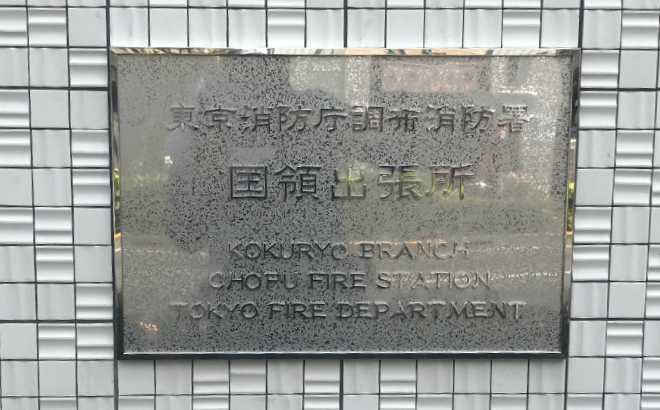 東京消防庁調布消防署
国領出張所
KOKURYO BRANCH
CHOFU FIRE STATION
TOKYO FIRE DEPARTMENT